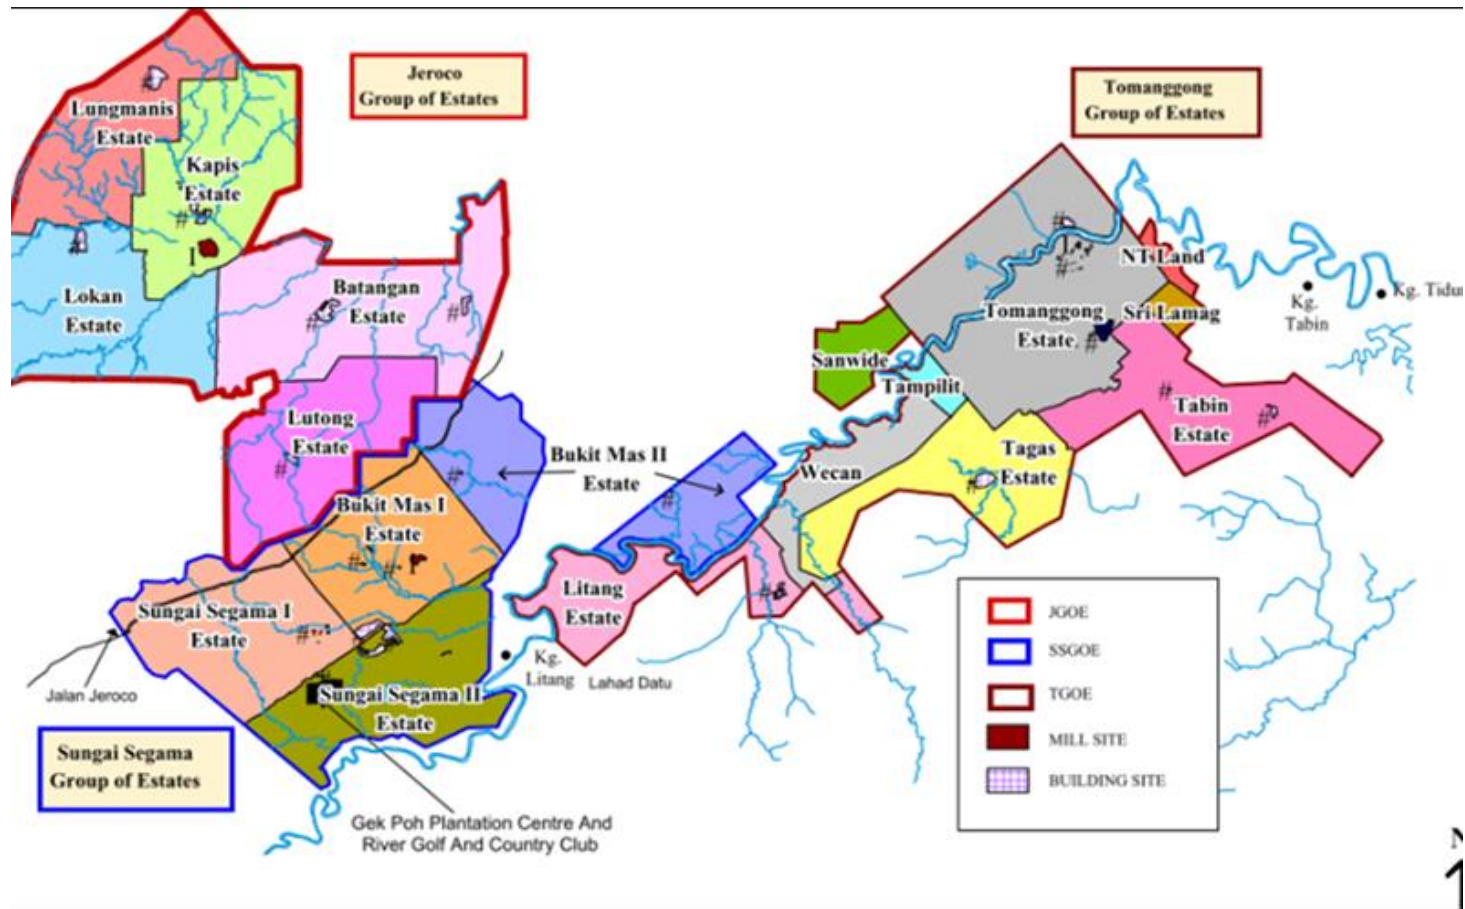 Jeroco
Group of Estates
Tomanggong
Group of Estates
Lungmanis
Estate
Kapis
Estate
Lokan
Estate
Batangan
Estate
Lutong
Estate
NT Land
Kg.
Tabin
Tomanggong
Estate
Sri Lamag
Sanwide
Tampilit
Tabin
Estate
Bukit Mas II
Estate
Wecan
Tagas
Estate
Bukit Mas I
Estate
Litang
Estate
Sungai Segama I
Estate
Kg.
Litang
Lahad Datu
Jalan Jeroco
Sungai Segama II
Estate
Sungai Segama
Group of Estates
Gek Poh Plantation Centre And
River Golf And Country Club
JGOE
SSGOE
TGOE
MILL SITE
BUILDING SITE